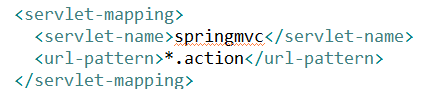 <servlet-mapping>
<servlet-name>springmvc</servlet-name>
<url-pattern>*.action</url-pattern>
</servlet-mapping>